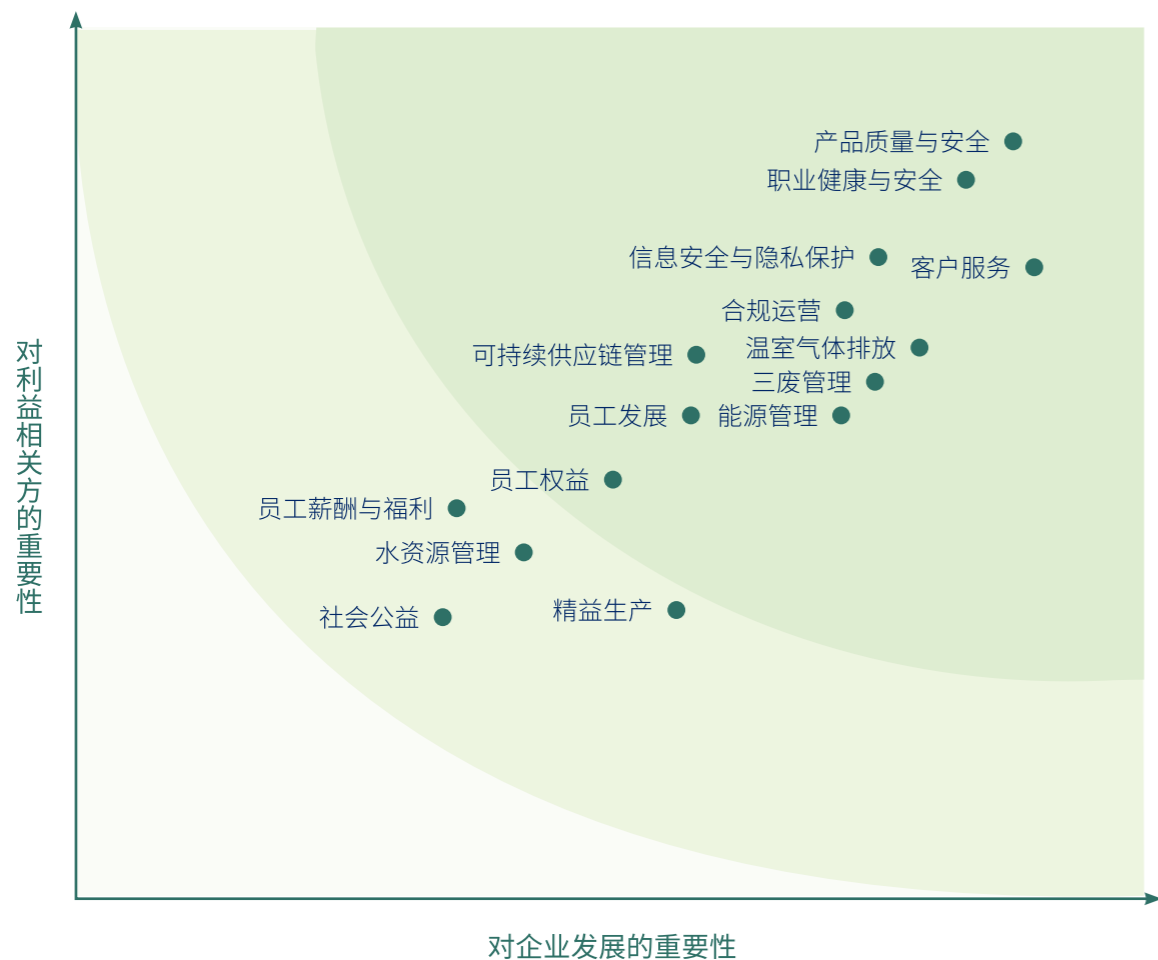 产品质量与安全
职业健康与安全
信息安全与隐私保护
客户服务
合规运营
温室气体排放
可持续供应链管理
三废管理
员工发展
能源管理
员工权益
员工薪酬与福利
水资源管理
精益生产
社会公益
对利益相关方的重要性
对企业发展的重要性